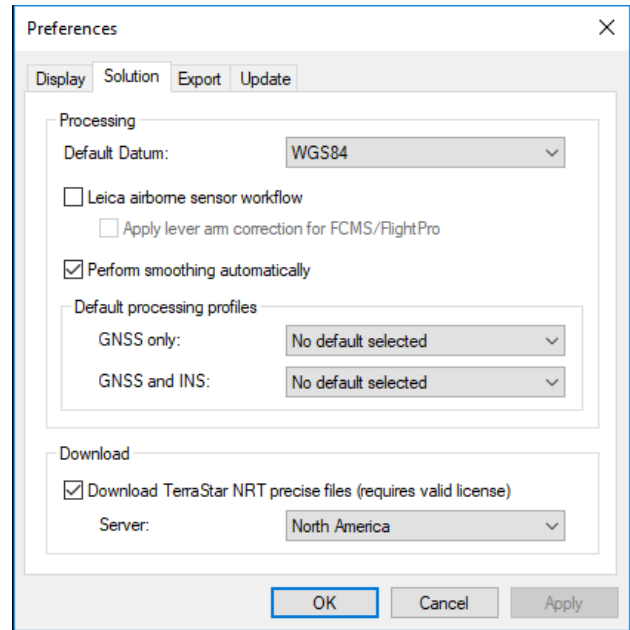 Preferences
Display Solution Export Update
Processing
Default Datum: WGS84
Leica airborne sensor workflow
Apply lever arm correction for FCMS/FlightPro
Perform smoothing automatically
Default processing profiles
GNSS only: No default selected
GNSS and INS: No default selected
Download
Download TerraStar NRT precise files (requires valid license)
Server: North America
OK Cancel Apply